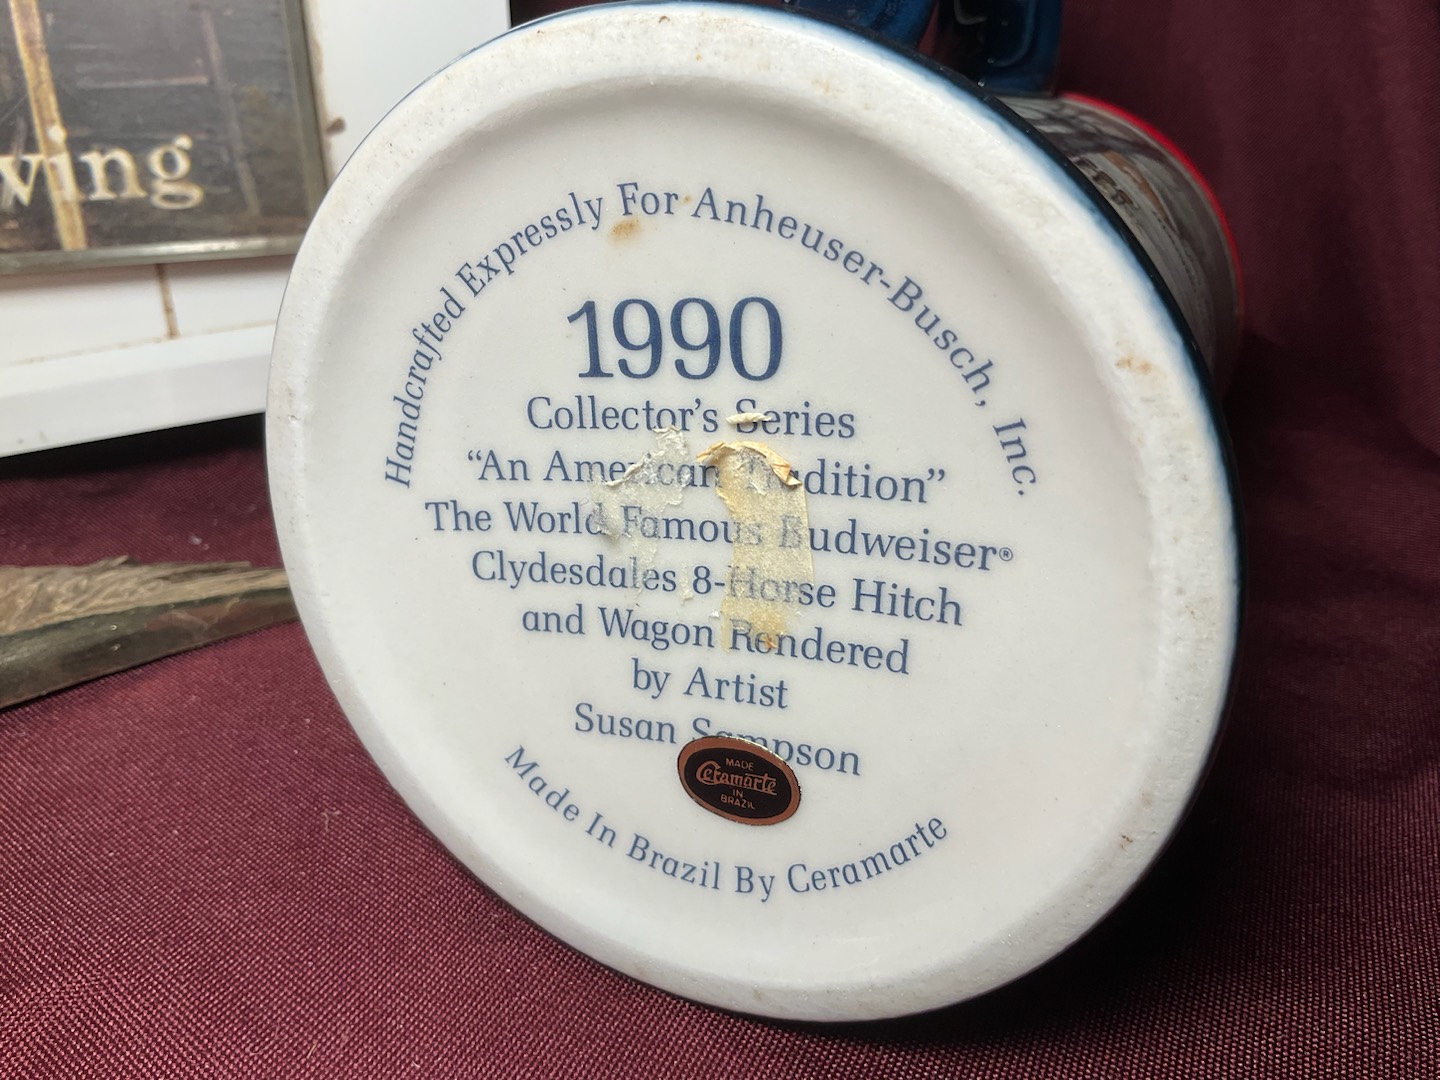 wing
Handcrafted Expressly For Anheuser-Busch, Inc.
1990
Collector's Series
“An American Tradition”
The World Famous Budweiser®
Clydesdales 8-Horse Hitch
and Wagon Rendered
by Artist
Susan Sampson
MADE
Ceramarte
IN
BRAZIL
Made In Brazil By Ceramarte